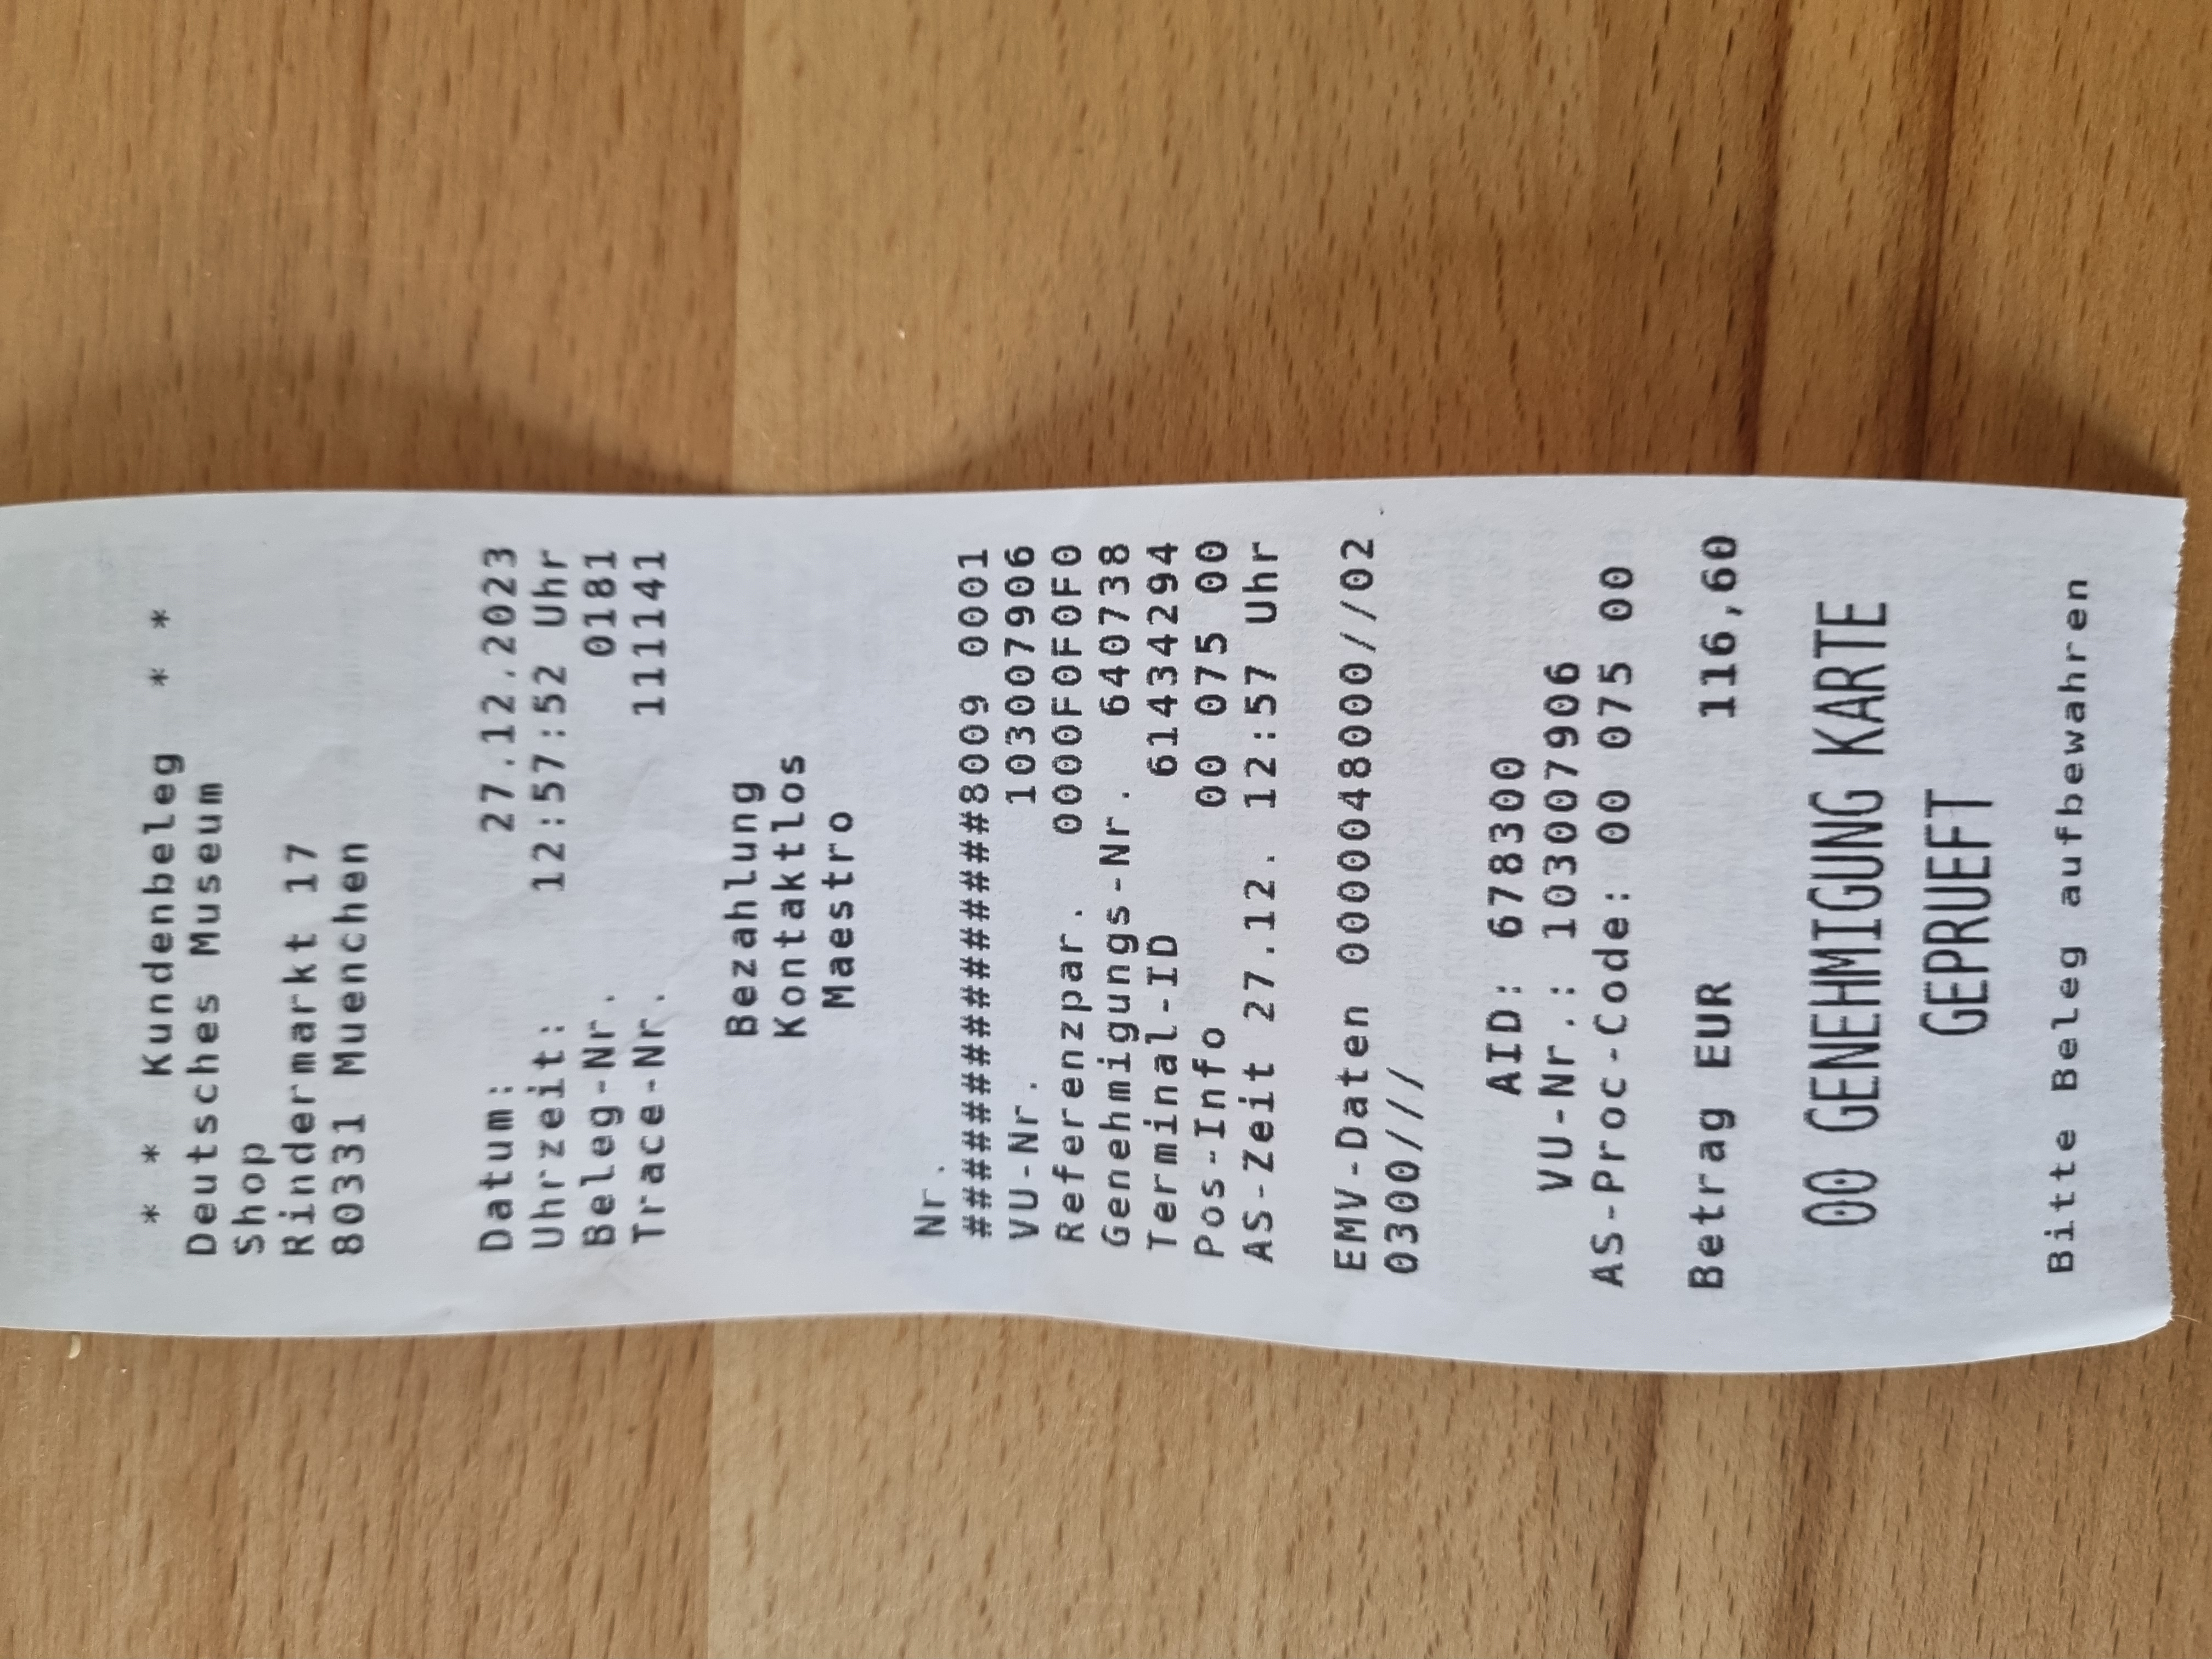 * * Kundenbeleg * *
Deutsches Museum
Shop
Rindermarkt 17
80331 Muenchen
Datum: 27.12.2023
Uhrzeit: 12:57:52 Uhr
Beleg-Nr. 0181
Trace-Nr. 111141
Bezahlung
Kontaktlos
Maestro
Nr.
###############8009 0001
VU-Nr. 103007906
Referenzpar. 0000F0F0F0
Genehmigungs-Nr. 640738
Terminal-ID 61434294
Pos-Info 00 075 00
AS-Zeit 27.12. 12:57 Uhr
EMV-Daten 0000048000//02
0300///
AID: 678300
VU-Nr.: 103007906
AS-Proc-Code: 00 075 00
Betrag EUR 116,60
00 GENEHMIGUNG KARTE
GEPRUEFT
Bitte Beleg aufbewahren